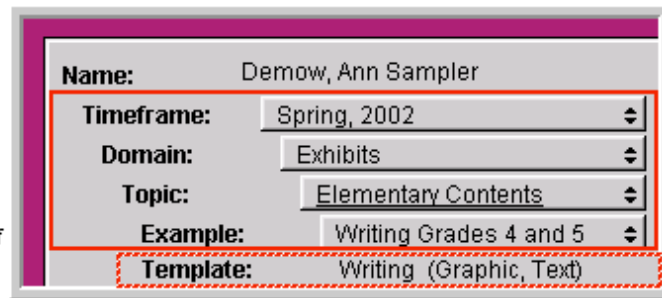 Name: Demow, Ann Sampler
Timeframe: Spring, 2002
Domain: Exhibits
Topic: Elementary Contents
Example: Writing Grades 4 and 5
Template: Writing (Graphic, Text)